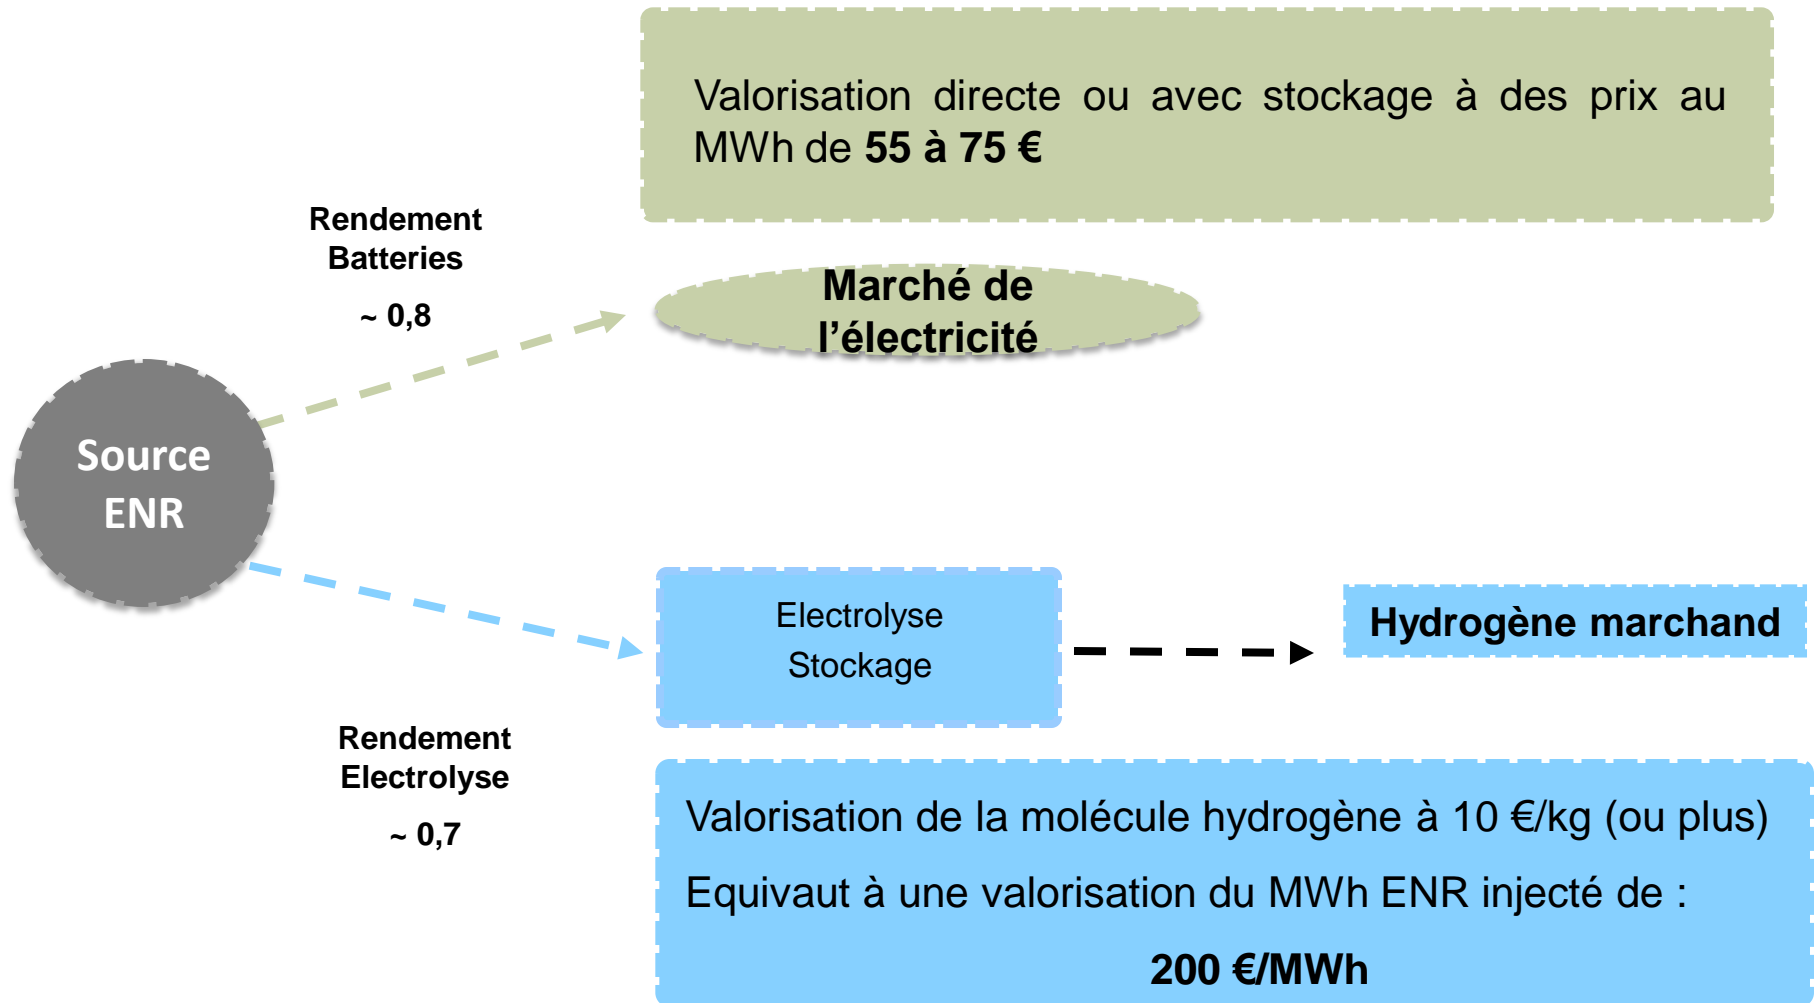 Valorisation directe ou avec stockage à des prix au
MWh de 55 à 75 €
Rendement
Batteries
~ 0,8
Marché de
l’électricité
Source
ENR
Electrolyse
Stockage
Hydrogène marchand
Rendement
Electrolyse
~ 0,7
Valorisation de la molécule hydrogène à 10 €/kg (ou plus)
Equivaut à une valorisation du MWh ENR injecté de :
200 €/MWh